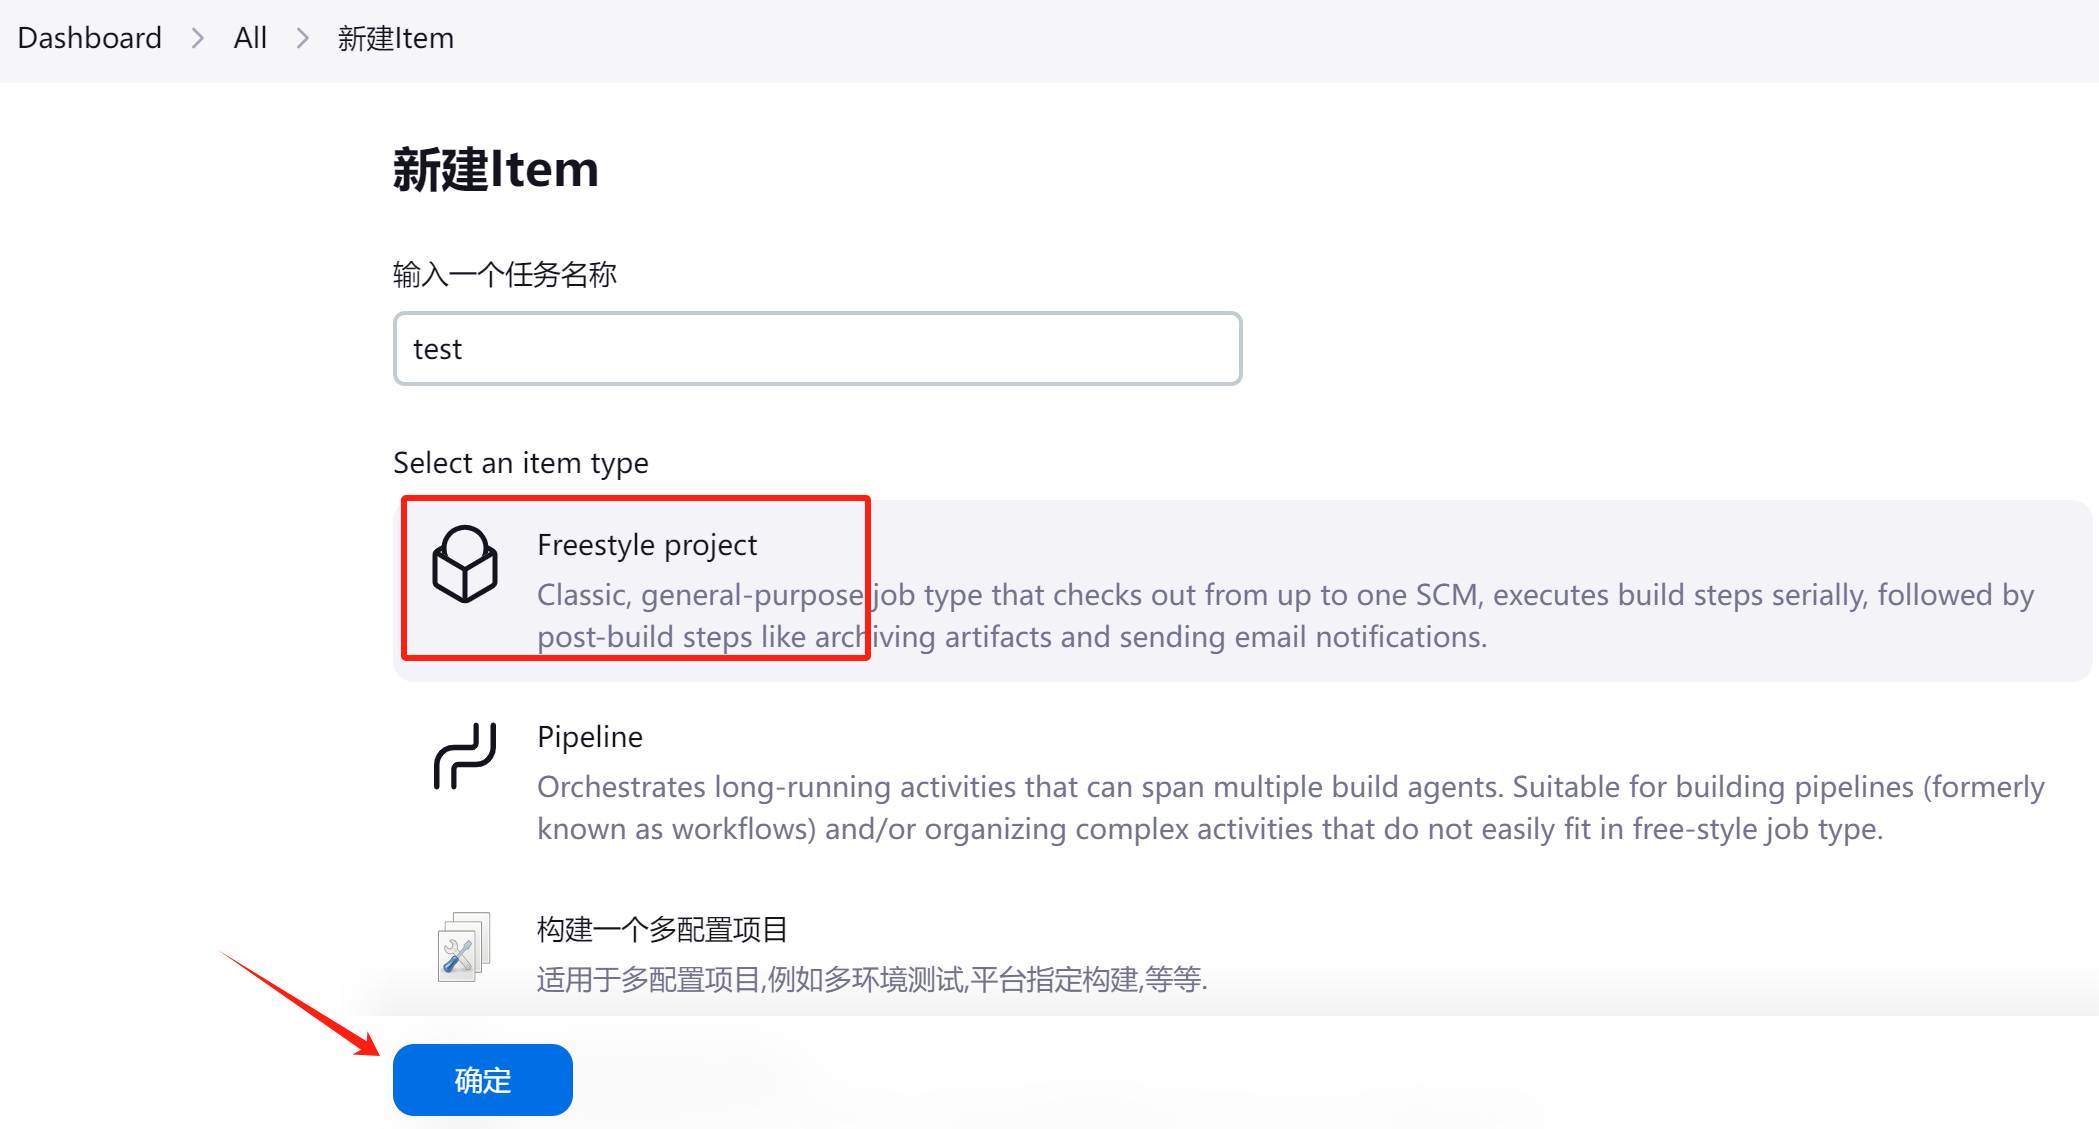 Dashboard > All > 新建Item
新建Item
输入一个任务名称
test
Select an item type
Freestyle project
Classic, general-purpose job type that checks out from up to one SCM, executes build steps serially, followed by
post-build steps like archiving artifacts and sending email notifications.
Pipeline
Orchestrates long-running activities that can span multiple build agents. Suitable for building pipelines (formerly
known as workflows) and/or organizing complex activities that do not easily fit in free-style job type.
构建一个多配置项目
适用于多配置项目,例如多环境测试,平台指定构建,等等.
确定